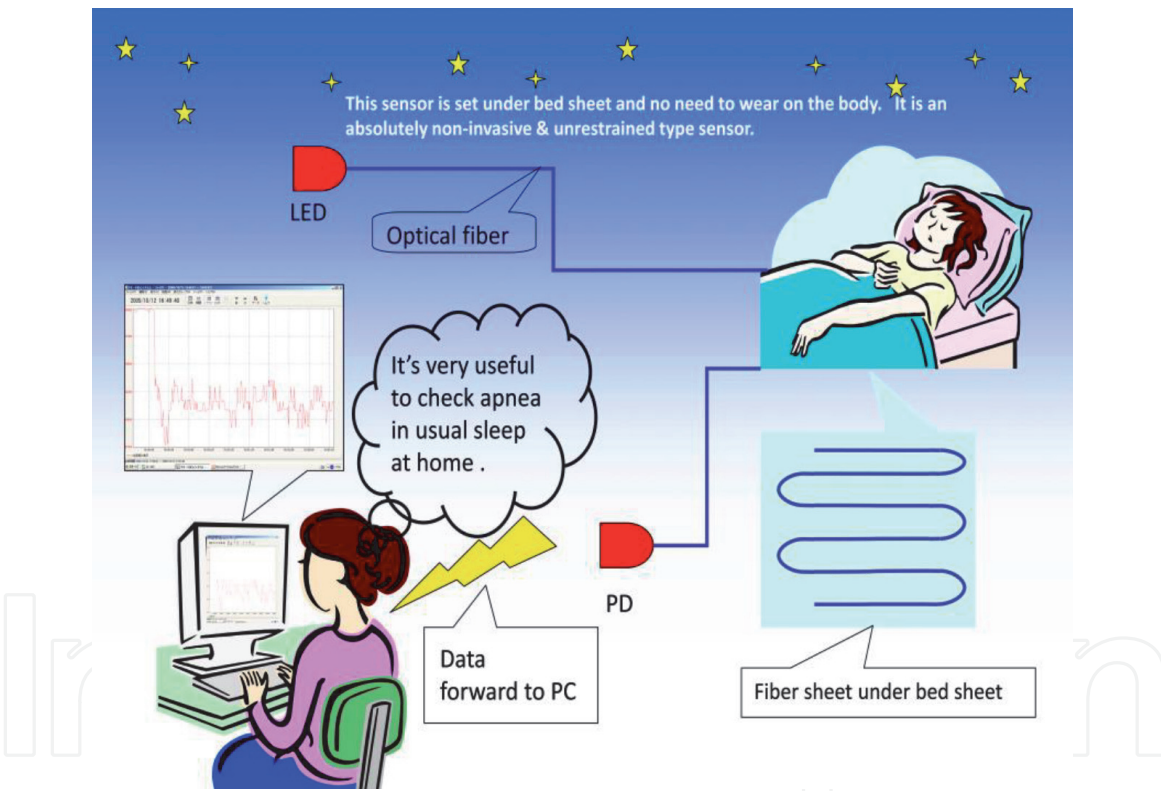 This sensor is set under bed sheet and no need to wear on the body. It is an
absolutely non-invasive & unrestrained type sensor.
LED
Optical fiber
It's very useful
to check apnea
in usual sleep
at home .
PD
Data
forward to PC
Fiber sheet under bed sheet